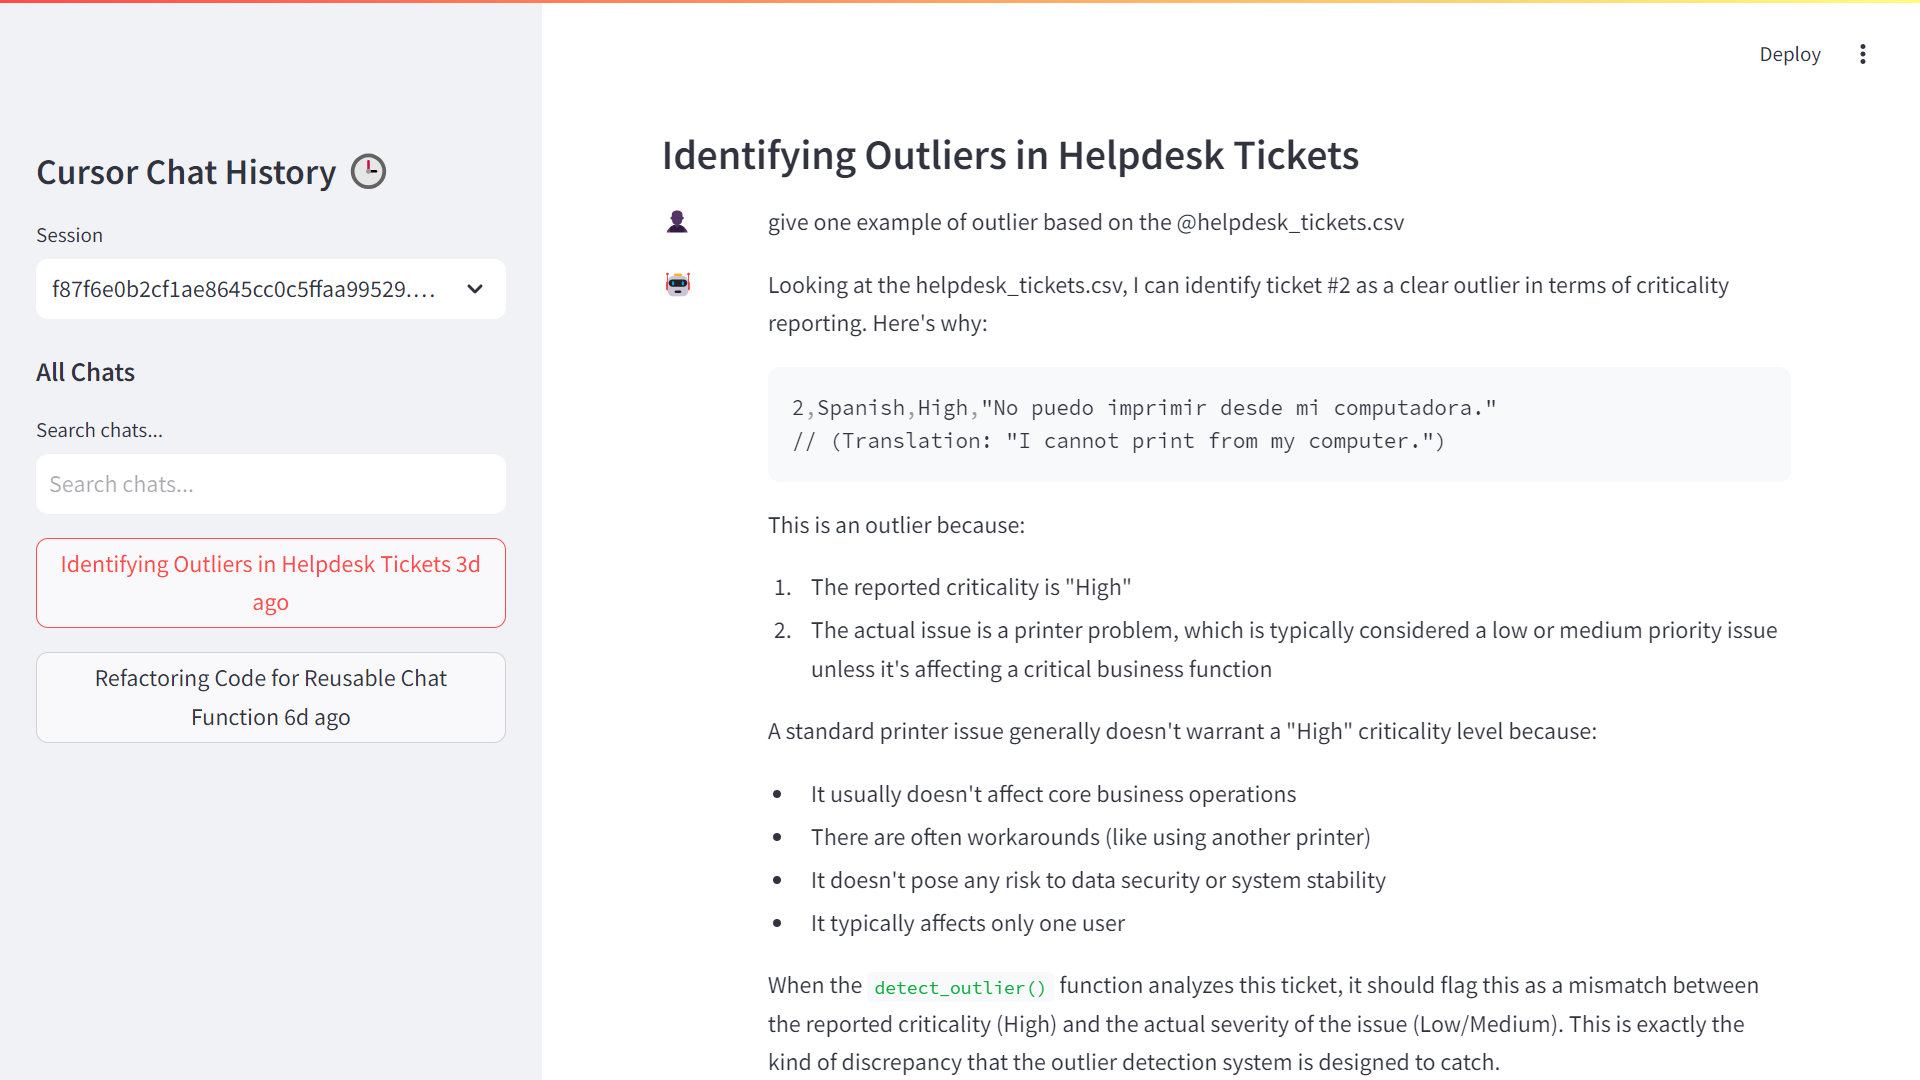 Deploy
Cursor Chat History
Session
f87f6e0b2cf1ae8645cc0c5ffaa99529....
All Chats
Search chats...
Search chats...
Identifying Outliers in Helpdesk Tickets 3d
ago
Refactoring Code for Reusable Chat
Function 6d ago
Identifying Outliers in Helpdesk Tickets
give one example of outlier based on the @helpdesk_tickets.csv
Looking at the helpdesk_tickets.csv, I can identify ticket #2 as a clear outlier in terms of criticality
reporting. Here's why:
2,Spanish,High,"No puedo imprimir desde mi computadora."
// (Translation: "I cannot print from my computer.")
This is an outlier because:
1. The reported criticality is "High"
2. The actual issue is a printer problem, which is typically considered a low or medium priority issue
unless it's affecting a critical business function
A standard printer issue generally doesn't warrant a "High" criticality level because:
• It usually doesn't affect core business operations
• There are often workarounds (like using another printer)
• It doesn't pose any risk to data security or system stability
• It typically affects only one user
When the detect_outlier() function analyzes this ticket, it should flag this as a mismatch between
the reported criticality (High) and the actual severity of the issue (Low/Medium). This is exactly the
kind of discrepancy that the outlier detection system is designed to catch.